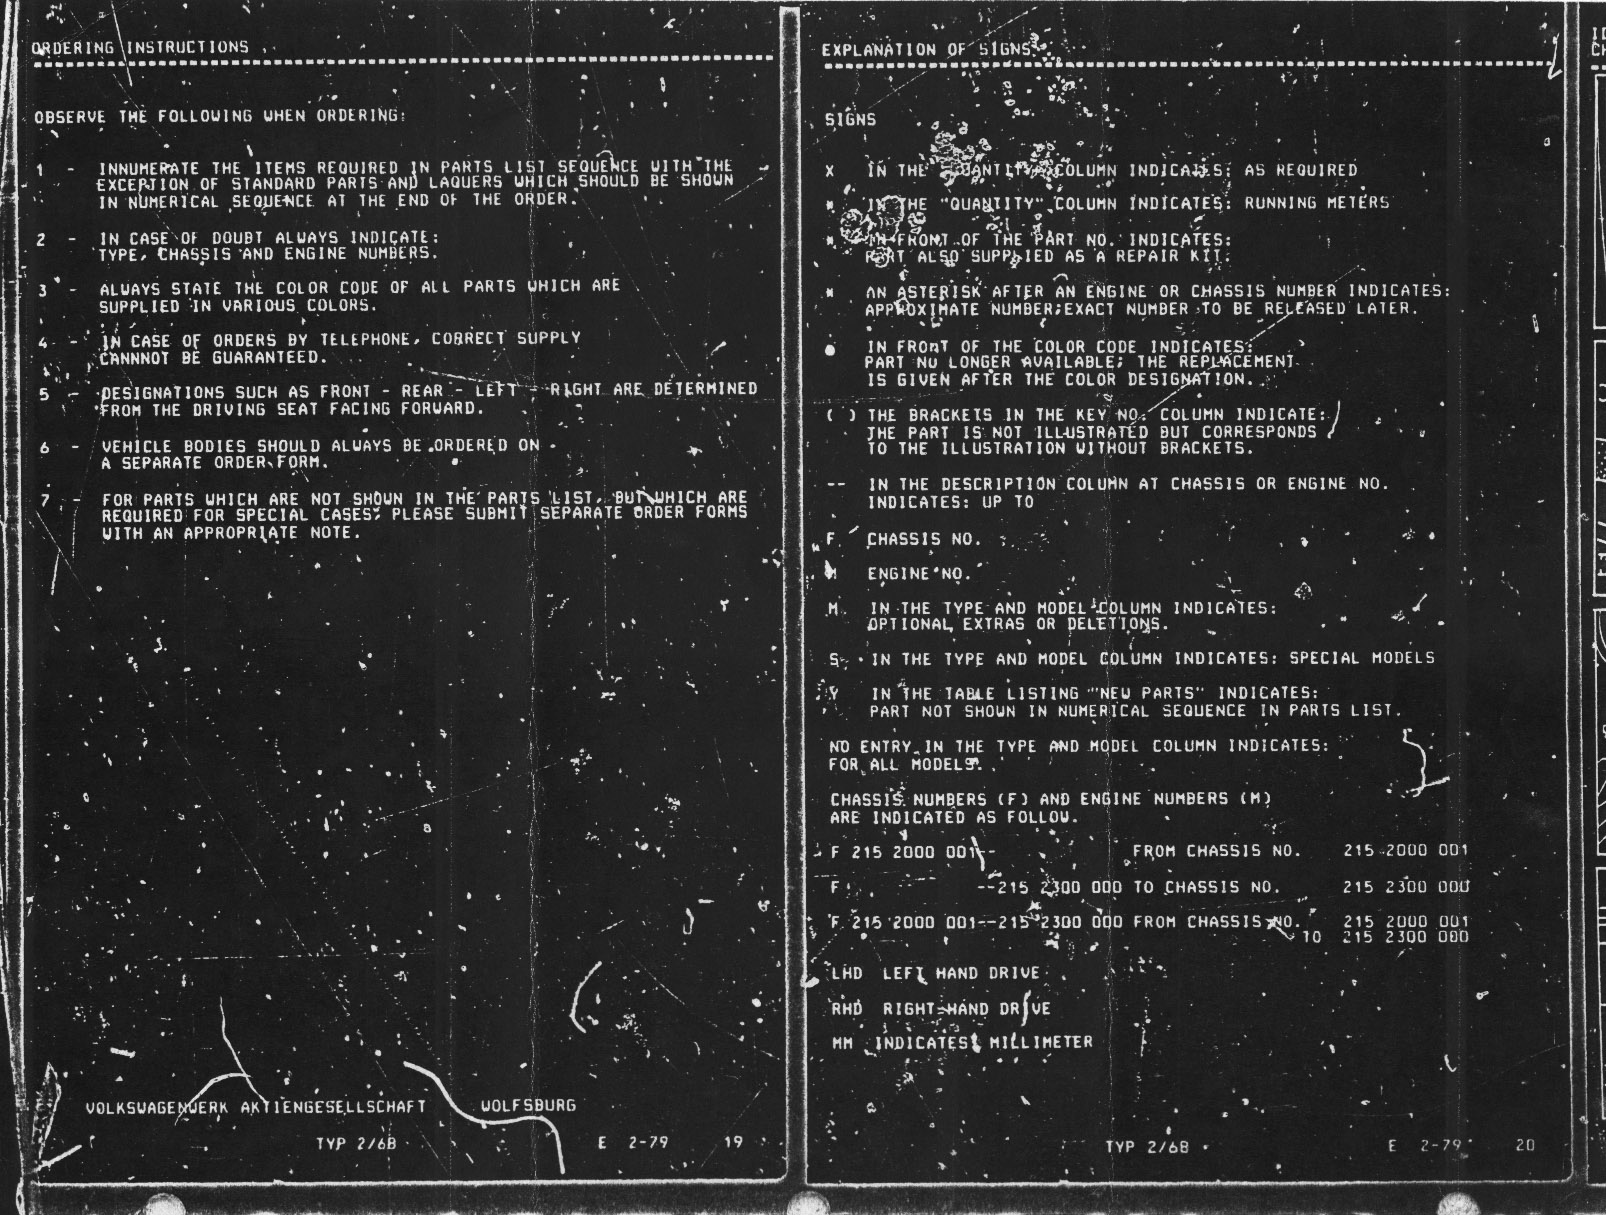 ORDERING INSTRUCTIONS
OBSERVE THE FOLLOWING WHEN ORDERING:
1 - INNUMERATE THE ITEMS REQUIRED IN PARTS LIST SEQUENCE WITH THE
EXCEPTION OF STANDARD PARTS AND LAQUERS WHICH SHOULD BE SHOWN
IN NUMERICAL SEQUENCE AT THE END OF THE ORDER.
2 - IN CASE OF DOUBT ALWAYS INDICATE:
TYPE, CHASSIS AND ENGINE NUMBERS.
3 - ALWAYS STATE THE COLOR CODE OF ALL PARTS WHICH ARE
SUPPLIED IN VARIOUS COLORS.
4 - IN CASE OF ORDERS BY TELEPHONE, CORRECT SUPPLY
CANNNOT BE GUARANTEED.
5 - DESIGNATIONS SUCH AS FRONT - REAR - LEFT - RIGHT ARE DETERMINED
FROM THE DRIVING SEAT FACING FORWARD.
6 - VEHICLE BODIES SHOULD ALWAYS BE ORDERED ON
A SEPARATE ORDER FORM.
7 - FOR PARTS WHICH ARE NOT SHOWN IN THE PARTS LIST, BUT WHICH ARE
REQUIRED FOR SPECIAL CASES, PLEASE SUBMIT SEPARATE ORDER FORMS
WITH AN APPROPRIATE NOTE.
VOLKSWAGENWERK AKTIENGESELLSCHAFT WOLFSBURG
TYP 2/68 E 2-79 19
EXPLANATION OF SIGNS
SIGNS
X IN THE "QUANTITY" COLUMN INDICATES: AS REQUIRED
* IN THE "QUANTITY" COLUMN INDICATES: RUNNING METERS
* IN FRONT OF THE PART NO. INDICATES:
PART ALSO SUPPLIED AS A REPAIR KIT.
* AN ASTERISK AFTER AN ENGINE OR CHASSIS NUMBER INDICATES:
APPROXIMATE NUMBER;EXACT NUMBER TO BE RELEASED LATER.
● IN FRONT OF THE COLOR CODE INDICATES:
PART NO LONGER AVAILABLE; THE REPLACEMENT
IS GIVEN AFTER THE COLOR DESIGNATION.
( ) THE BRACKETS IN THE KEY NO. COLUMN INDICATE:
THE PART IS NOT ILLUSTRATED BUT CORRESPONDS
TO THE ILLUSTRATION WITHOUT BRACKETS.
-- IN THE DESCRIPTION COLUMN AT CHASSIS OR ENGINE NO.
INDICATES: UP TO
F CHASSIS NO.
M ENGINE NO.
M IN THE TYPE AND MODEL COLUMN INDICATES:
OPTIONAL EXTRAS OR DELETIONS.
S IN THE TYPE AND MODEL COLUMN INDICATES: SPECIAL MODELS
Y IN THE TABLE LISTING "NEW PARTS" INDICATES:
PART NOT SHOWN IN NUMERICAL SEQUENCE IN PARTS LIST.
NO ENTRY IN THE TYPE AND MODEL COLUMN INDICATES:
FOR ALL MODELS.
CHASSIS NUMBERS (F) AND ENGINE NUMBERS (M)
ARE INDICATED AS FOLLOW.
F 215 2000 001-- FROM CHASSIS NO. 215 2000 001
F --215 2300 000 TO CHASSIS NO. 215 2300 000
F 215 2000 001--215 2300 000 FROM CHASSIS NO. 215 2000 001
TO 215 2300 000
LHD LEFT HAND DRIVE
RHD RIGHT-HAND DRIVE
MM INDICATES: MILLIMETER
TYP 2/68 E 2-79 20